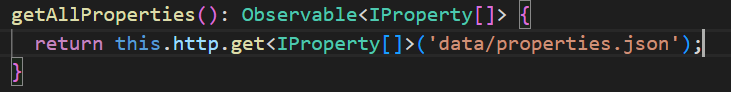 getAllProperties(): Observable<IProperty[]> {
  return this.http.get<IProperty[]>('data/properties.json');
}